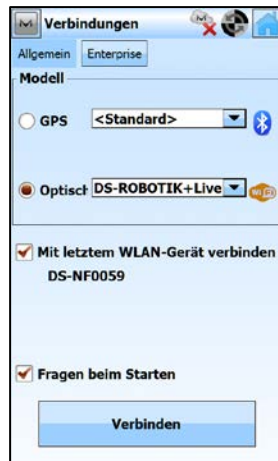 Verbindungen
Allgemein Enterprise
Modell
GPS <Standard>
Optisch DS-ROBOTIK+Live
Mit letztem WLAN-Gerät verbinden
DS-NF0059
Fragen beim Starten
Verbinden